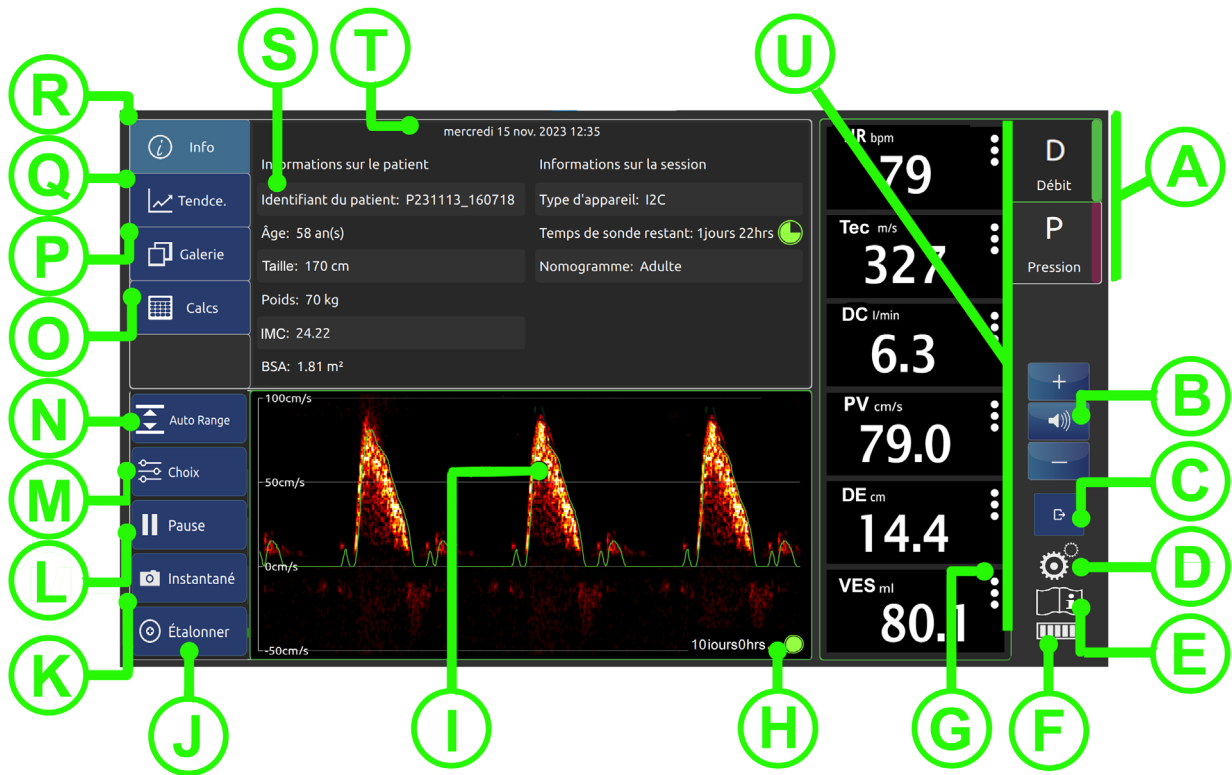 S
T
U
R
Q
P
O
N
M
L
K
J
I
H
G
F
E
D
C
B
A
Info
Tendce.
Galerie
Calcs
mercredi 15 nov. 2023 12:35
Informations sur le patient
Identifiant du patient: P231113_160718
Âge: 58 an(s)
Taille: 170 cm
Poids: 70 kg
IMC: 24.22
BSA: 1.81 m²
Informations sur la session
Type d'appareil: I2C
Temps de sonde restant: 1jours 22hrs
Nomogramme: Adulte
Auto Range
Choix
Pause
Instantané
Étalonner
100cm/s
50cm/s
0cm/s
-50cm/s
10jours0hrs
HR bpm
79
Tec m/s
327
DC l/min
6.3
PV cm/s
79.0
DE cm
14.4
VES ml
80.1
D
Débit
P
Pression
+
−
i